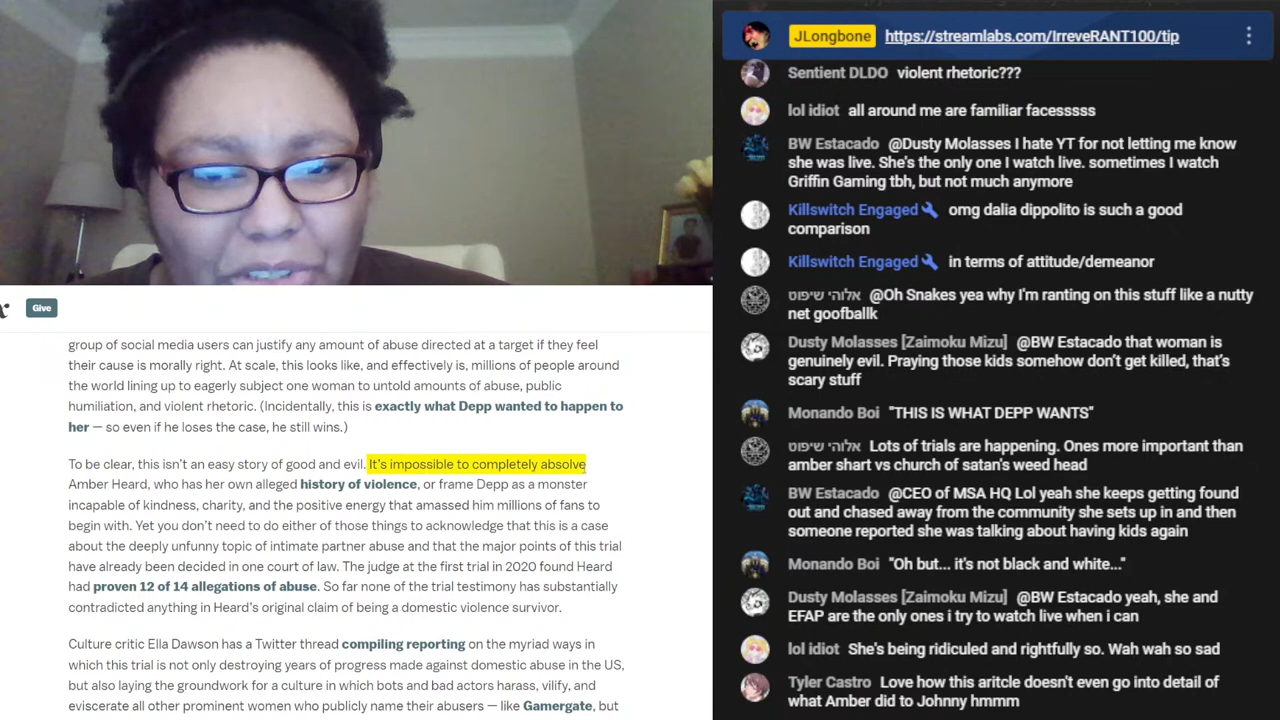 Give
group of social media users can justify any amount of abuse directed at a target if they feel
their cause is morally right. At scale, this looks like, and effectively is, millions of people around
the world lining up to eagerly subject one woman to untold amounts of abuse, public
humiliation, and violent rhetoric. (Incidentally, this is exactly what Depp wanted to happen to
her — so even if he loses the case, he still wins.)
To be clear, this isn't an easy story of good and evil. It's impossible to completely absolve
Amber Heard, who has her own alleged history of violence, or frame Depp as a monster
incapable of kindness, charity, and the positive energy that amassed him millions of fans to
begin with. Yet you don't need to do either of those things to acknowledge that this is a case
about the deeply unfunny topic of intimate partner abuse and that the major points of this trial
have already been decided in one court of law. The judge at the first trial in 2020 found Heard
had proven 12 of 14 allegations of abuse. So far none of the trial testimony has substantially
contradicted anything in Heard's original claim of being a domestic violence survivor.
Culture critic Ella Dawson has a Twitter thread compiling reporting on the myriad ways in
which this trial is not only destroying years of progress made against domestic abuse in the US,
but also laying the groundwork for a culture in which bots and bad actors harass, vilify, and
eviscerate all other prominent women who publicly name their abusers — like Gamergate, but
JLongbone https://streamlabs.com/IrreveRANT100/tip
Sentient DLDO violent rhetoric???
lol idiot all around me are familiar facesssss
BW Estacado @Dusty Molasses I hate YT for not letting me know
she was live. She's the only one I watch live. sometimes I watch
Griffin Gaming tbh, but not much anymore
Killswitch Engaged omg dalia dippolito is such a good
comparison
Killswitch Engaged in terms of attitude/demeanor
אלוהי שיפוט @Oh Snakes yea why I'm ranting on this stuff like a nutty
net goofballk
Dusty Molasses [Zaimoku Mizu] @BW Estacado that woman is
genuinely evil. Praying those kids somehow don't get killed, that's
scary stuff
Monando Boi "THIS IS WHAT DEPP WANTS"
אלוהי שיפוט Lots of trials are happening. Ones more important than
amber shart vs church of satan's weed head
BW Estacado @CEO of MSA HQ Lol yeah she keeps getting found
out and chased away from the community she sets up in and then
someone reported she was talking about having kids again
Monando Boi "Oh but... it's not black and white..."
Dusty Molasses [Zaimoku Mizu] @BW Estacado yeah, she and
EFAP are the only ones i try to watch live when i can
lol idiot She's being ridiculed and rightfully so. Wah wah so sad
Tyler Castro Love how this aritcle doesn't even go into detail of
what Amber did to Johnny hmmm